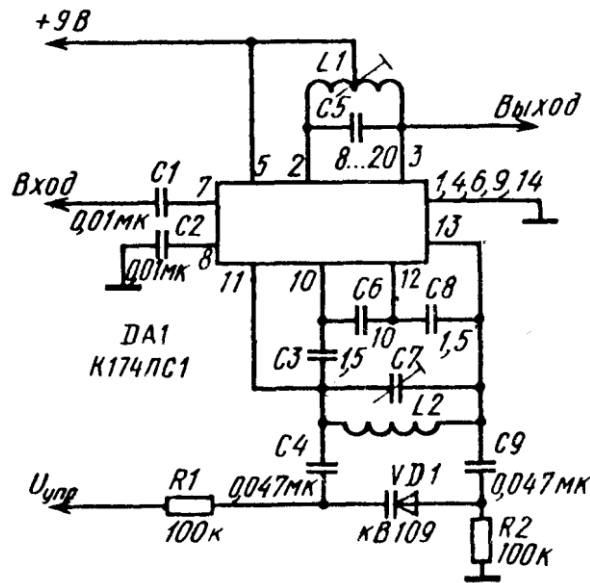 +9В
L1
C5
Выход
8...20
5
2
3
Вход
C1
7
1,4,6,9,14
0,01мк
C2
13
8
0,01мк
11
10
12
C6
C8
DA1
К174ПС1
10
C3
1,5
C7
1,5
L2
C4
C9
Uупр
R1
0,047мк
VD1
0,047мк
100к
кВ109
R2
100к